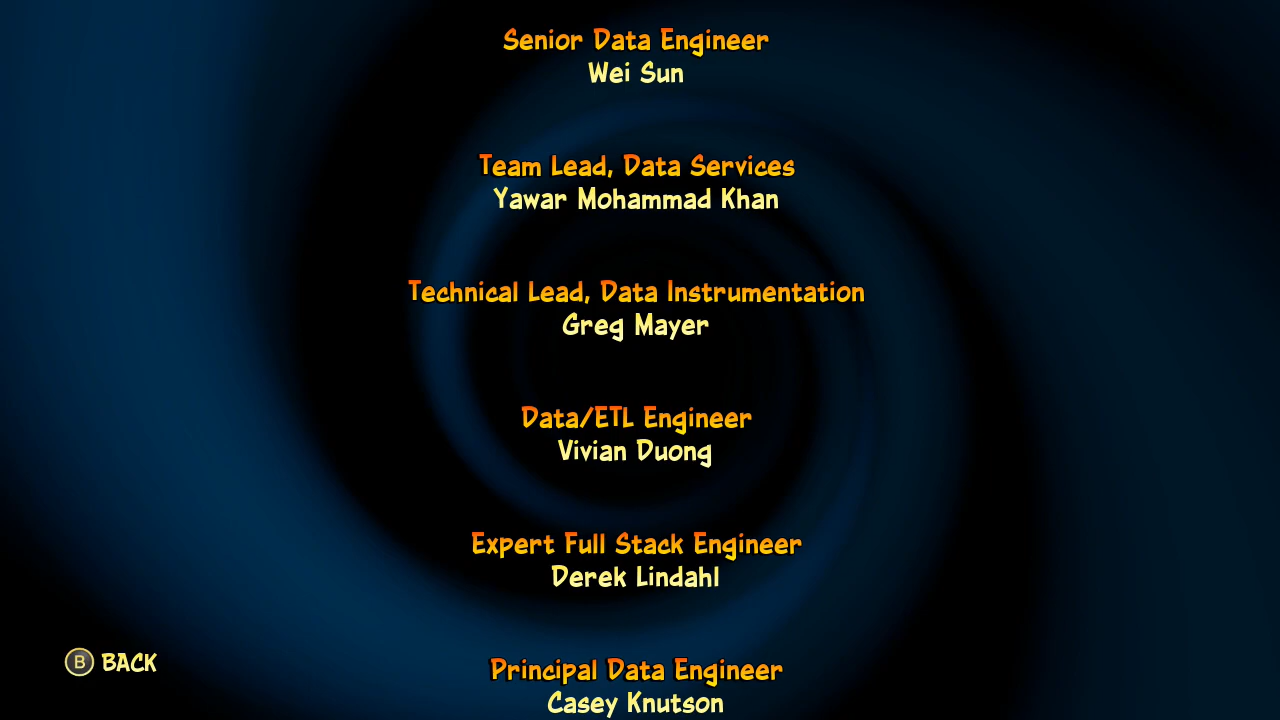 Senior Data Engineer
Wei Sun
Team Lead, Data Services
Yawar Mohammad Khan
Technical Lead, Data Instrumentation
Greg Mayer
Data/ETL Engineer
Vivian Duong
Expert Full Stack Engineer
Derek Lindahl
B BACK
Principal Data Engineer
Casey Knutson